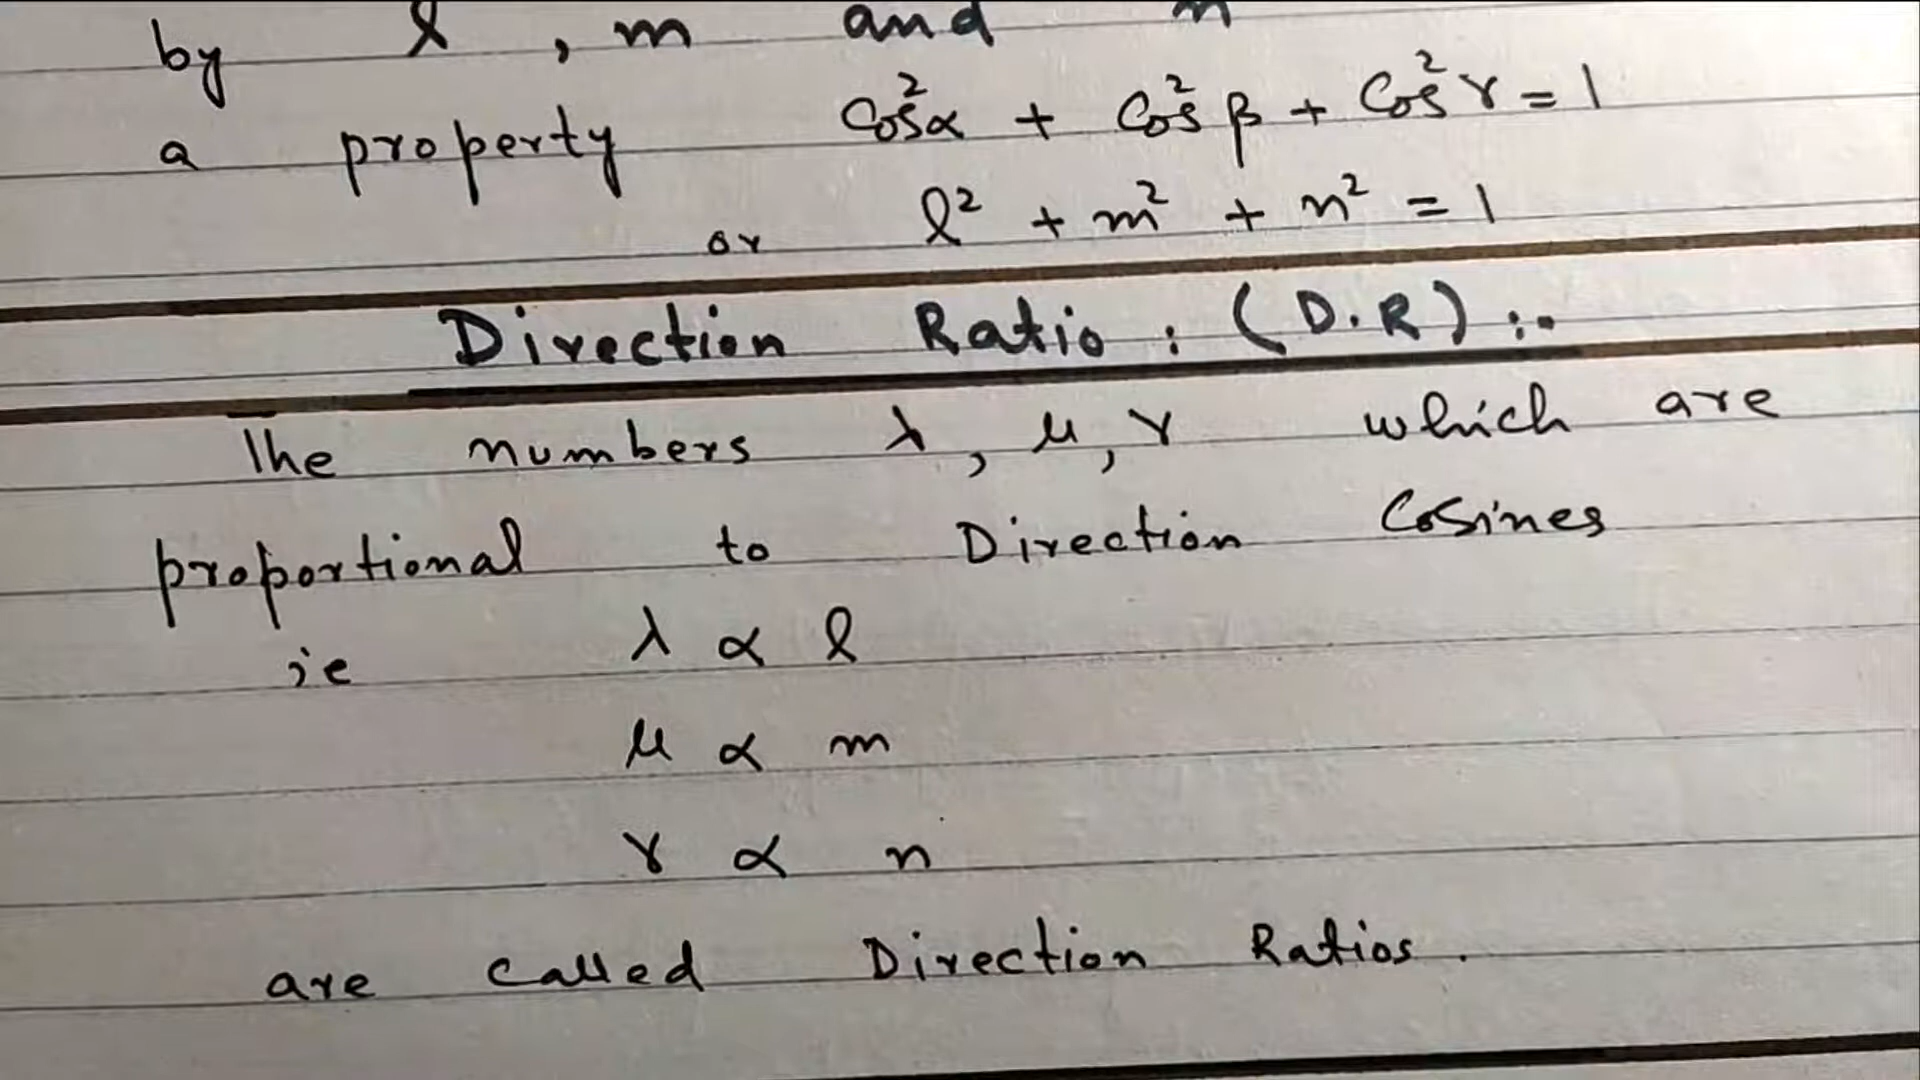 by l , m and n
a property Cos²α + Cos²β + Cos²γ = 1
or l² + m² + n² = 1
Direction Ratio : (D.R) :.
The numbers λ , μ , γ which are
proportional to Direction Cosines
ie λ α l
μ α m
γ α n
are called Direction Ratios .